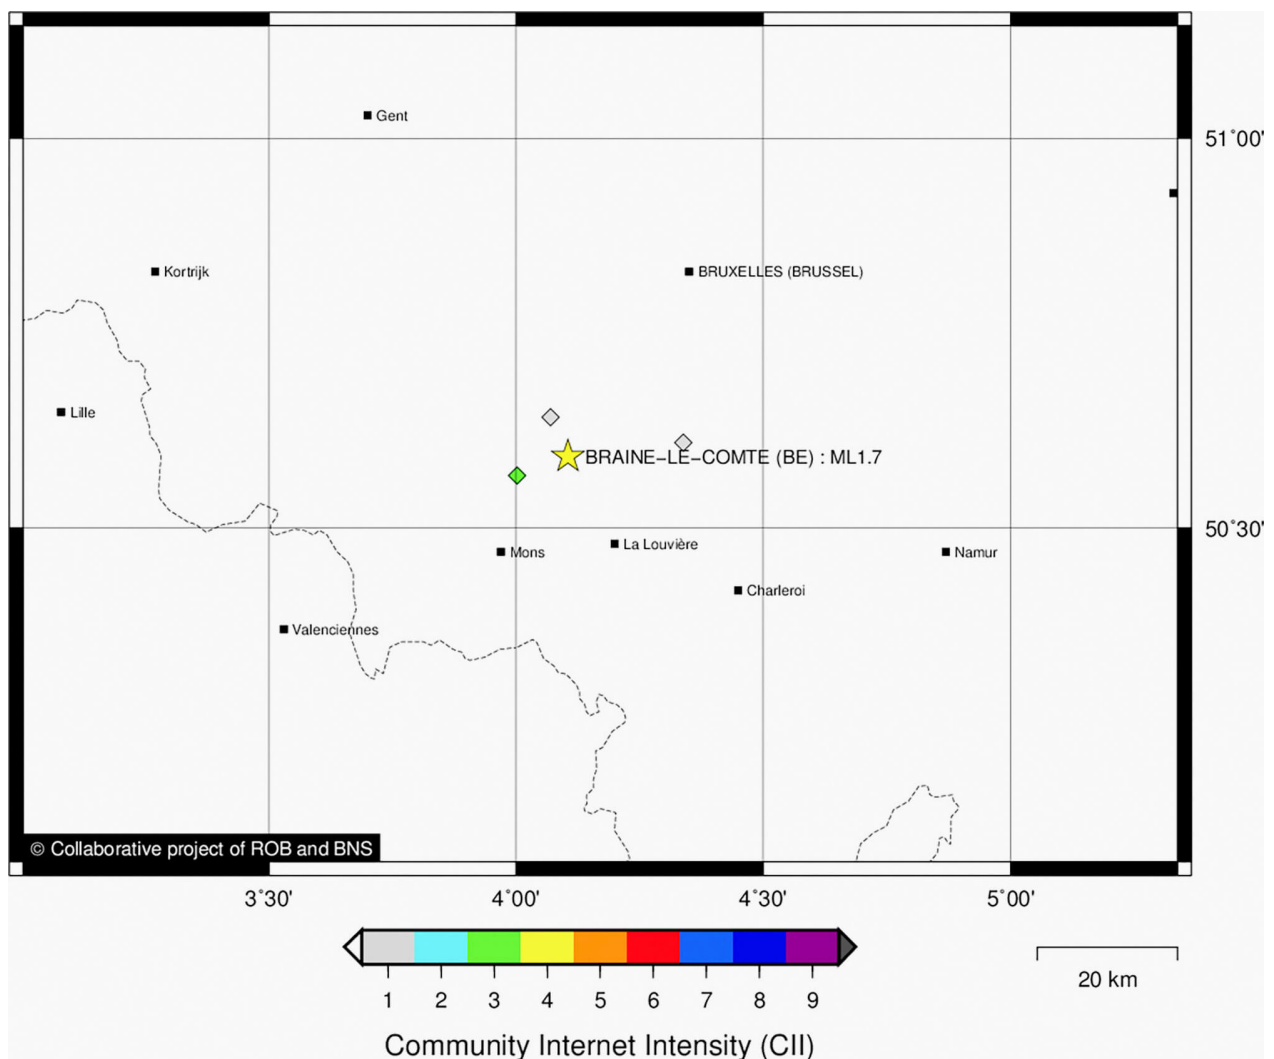 Gent
51°00'
Kortrijk
BRUXELLES (BRUSSEL)
Lille
BRAINE-LE-COMTE (BE) : ML1.7
50°30'
Mons
La Louvière
Namur
Charleroi
Valenciennes
© Collaborative project of ROB and BNS
3°30' 4°00' 4°30' 5°00'
1 2 3 4 5 6 7 8 9
20 km
Community Internet Intensity (CII)